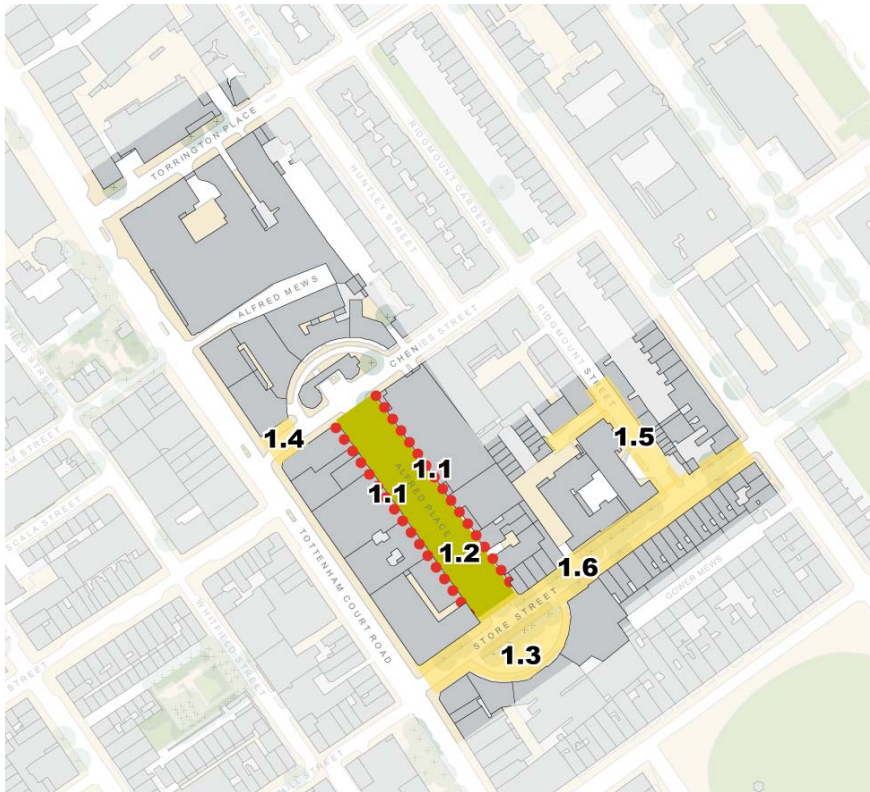 TORRINGTON PLACE
HUNTLEY STREET
RIDGMOUNT GARDENS
ALFRED MEWS
CHENIES STREET
RIDGMOUNT STREET
1.4
1.5
1.1
1.1
ALFRED PLACE
SCALA STREET
1.2
TOTTENHAM COURT ROAD
1.6
STORE STREET
GOWER MEWS
WHITFIELD STREET
1.3
STREET